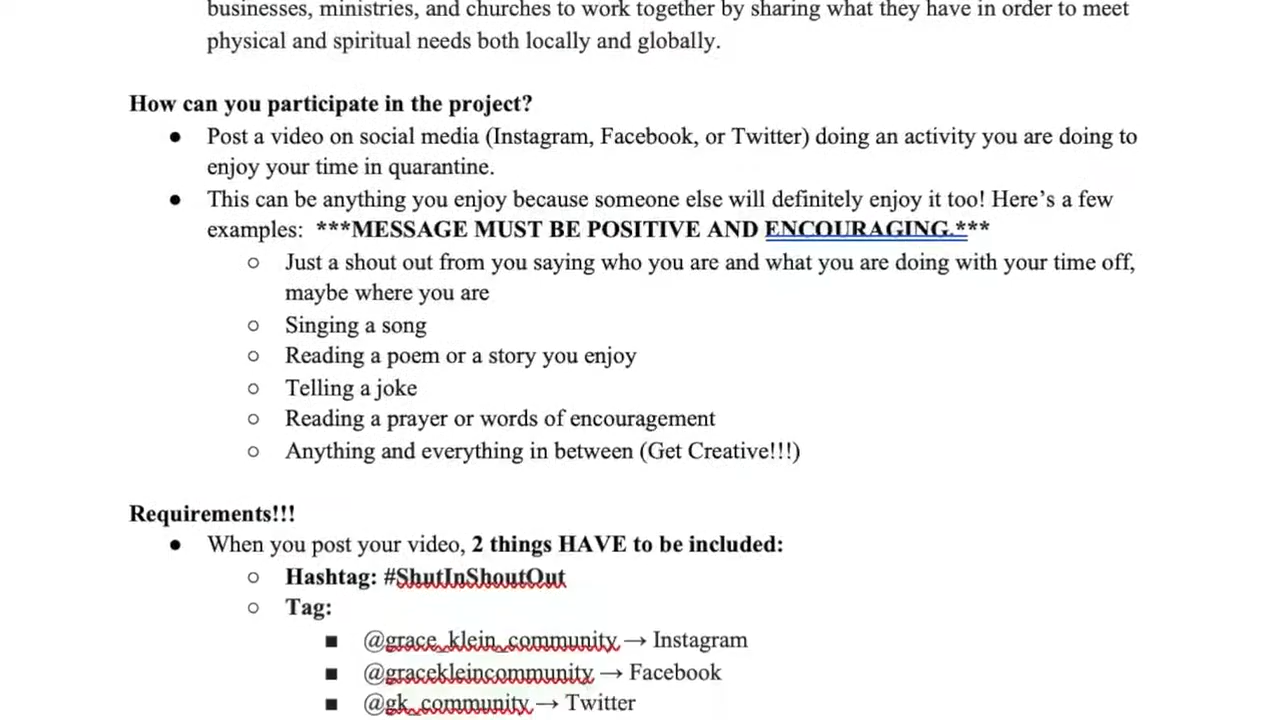 businesses, ministries, and churches to work together by sharing what they have in order to meet
physical and spiritual needs both locally and globally.
How can you participate in the project?
● Post a video on social media (Instagram, Facebook, or Twitter) doing an activity you are doing to
enjoy your time in quarantine.
● This can be anything you enjoy because someone else will definitely enjoy it too! Here’s a few
examples: ***MESSAGE MUST BE POSITIVE AND ENCOURAGING.***
○ Just a shout out from you saying who you are and what you are doing with your time off,
maybe where you are
○ Singing a song
○ Reading a poem or a story you enjoy
○ Telling a joke
○ Reading a prayer or words of encouragement
○ Anything and everything in between (Get Creative!!!)
Requirements!!!
● When you post your video, 2 things HAVE to be included:
○ Hashtag: #ShutInShoutOut
○ Tag:
■ @grace_klein_community → Instagram
■ @gracekleincommunity → Facebook
■ @gk_community → Twitter